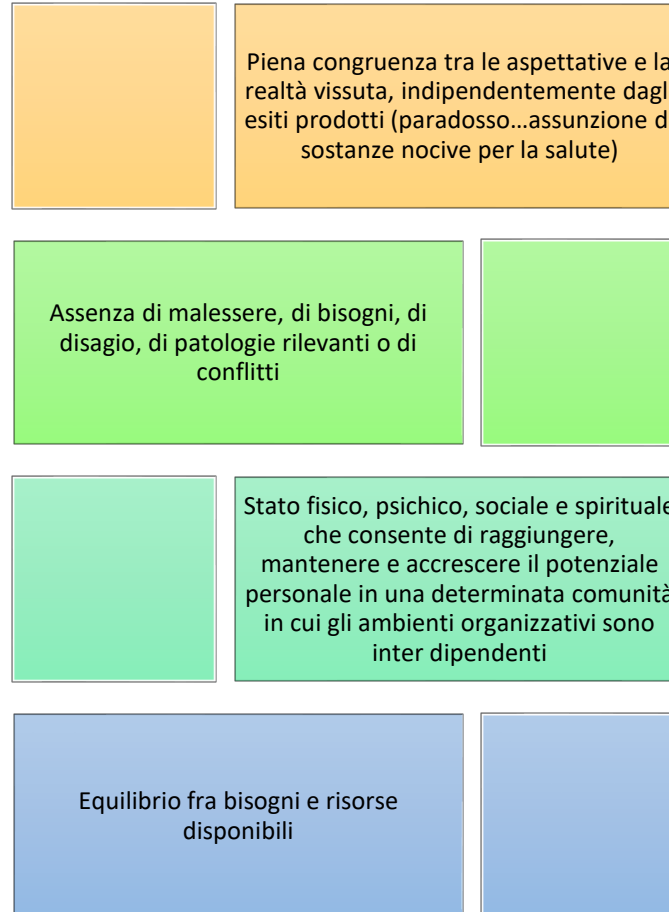 Piena congruenza tra le aspettative e la
realtà vissuta, indipendentemente dagl
esiti prodotti (paradosso...assunzione d
sostanze nocive per la salute)
Assenza di malessere, di bisogni, di
disagio, di patologie rilevanti o di
conflitti
Stato fisico, psichico, sociale e spirituale
che consente di raggiungere,
mantenere e accrescere il potenziale
personale in una determinata comunità
in cui gli ambienti organizzativi sono
inter dipendenti
Equilibrio fra bisogni e risorse
disponibili